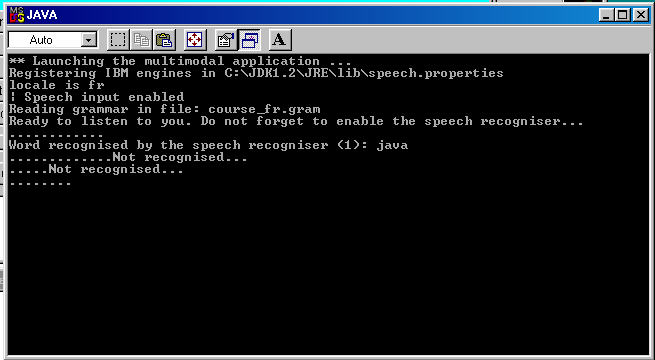 JAVA
Auto
A
** Launching the multimodal application ...
Registering IBM engines in C:\JDK1.2\JRE\lib\speech.properties
locale is fr
| Speech input enabled
Reading grammar in file: course_fr.gram
Ready to listen to you. Do not forget to enable the speech recogniser...
............
Word recognised by the speech recogniser (1): java
.............Not recognised...
.....Not recognised...
........